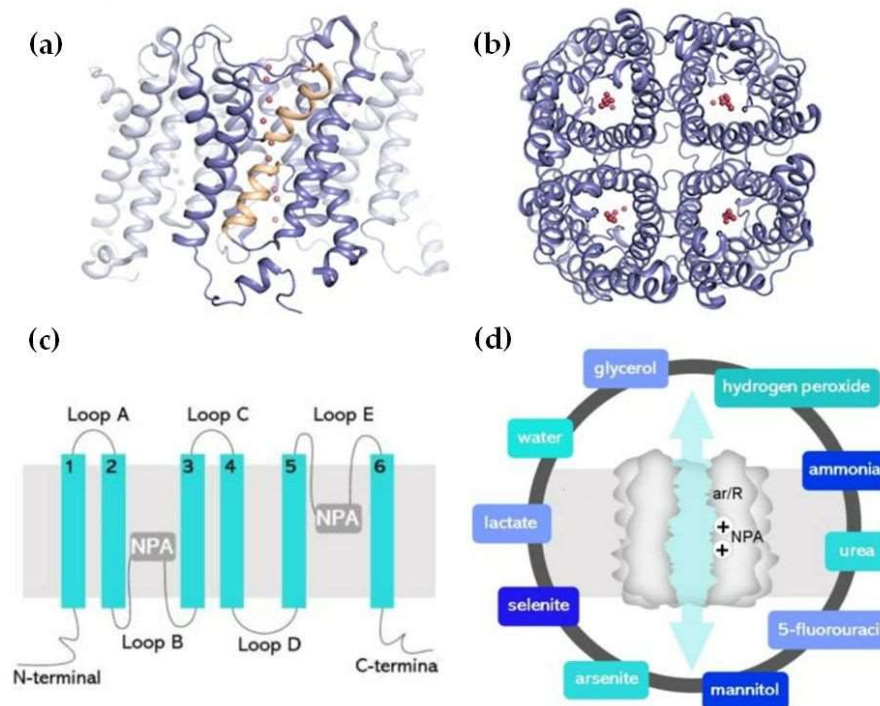 (a)
(b)
(c)
Loop A
Loop C
Loop E
1
2
3
4
5
6
NPA
NPA
Loop B
Loop D
N-terminal
C-termina
(d)
glycerol
hydrogen peroxide
water
ammonia
ar/R
+
NPA
+
lactate
urea
selenite
5-fluorouraci
arsenite
mannitol